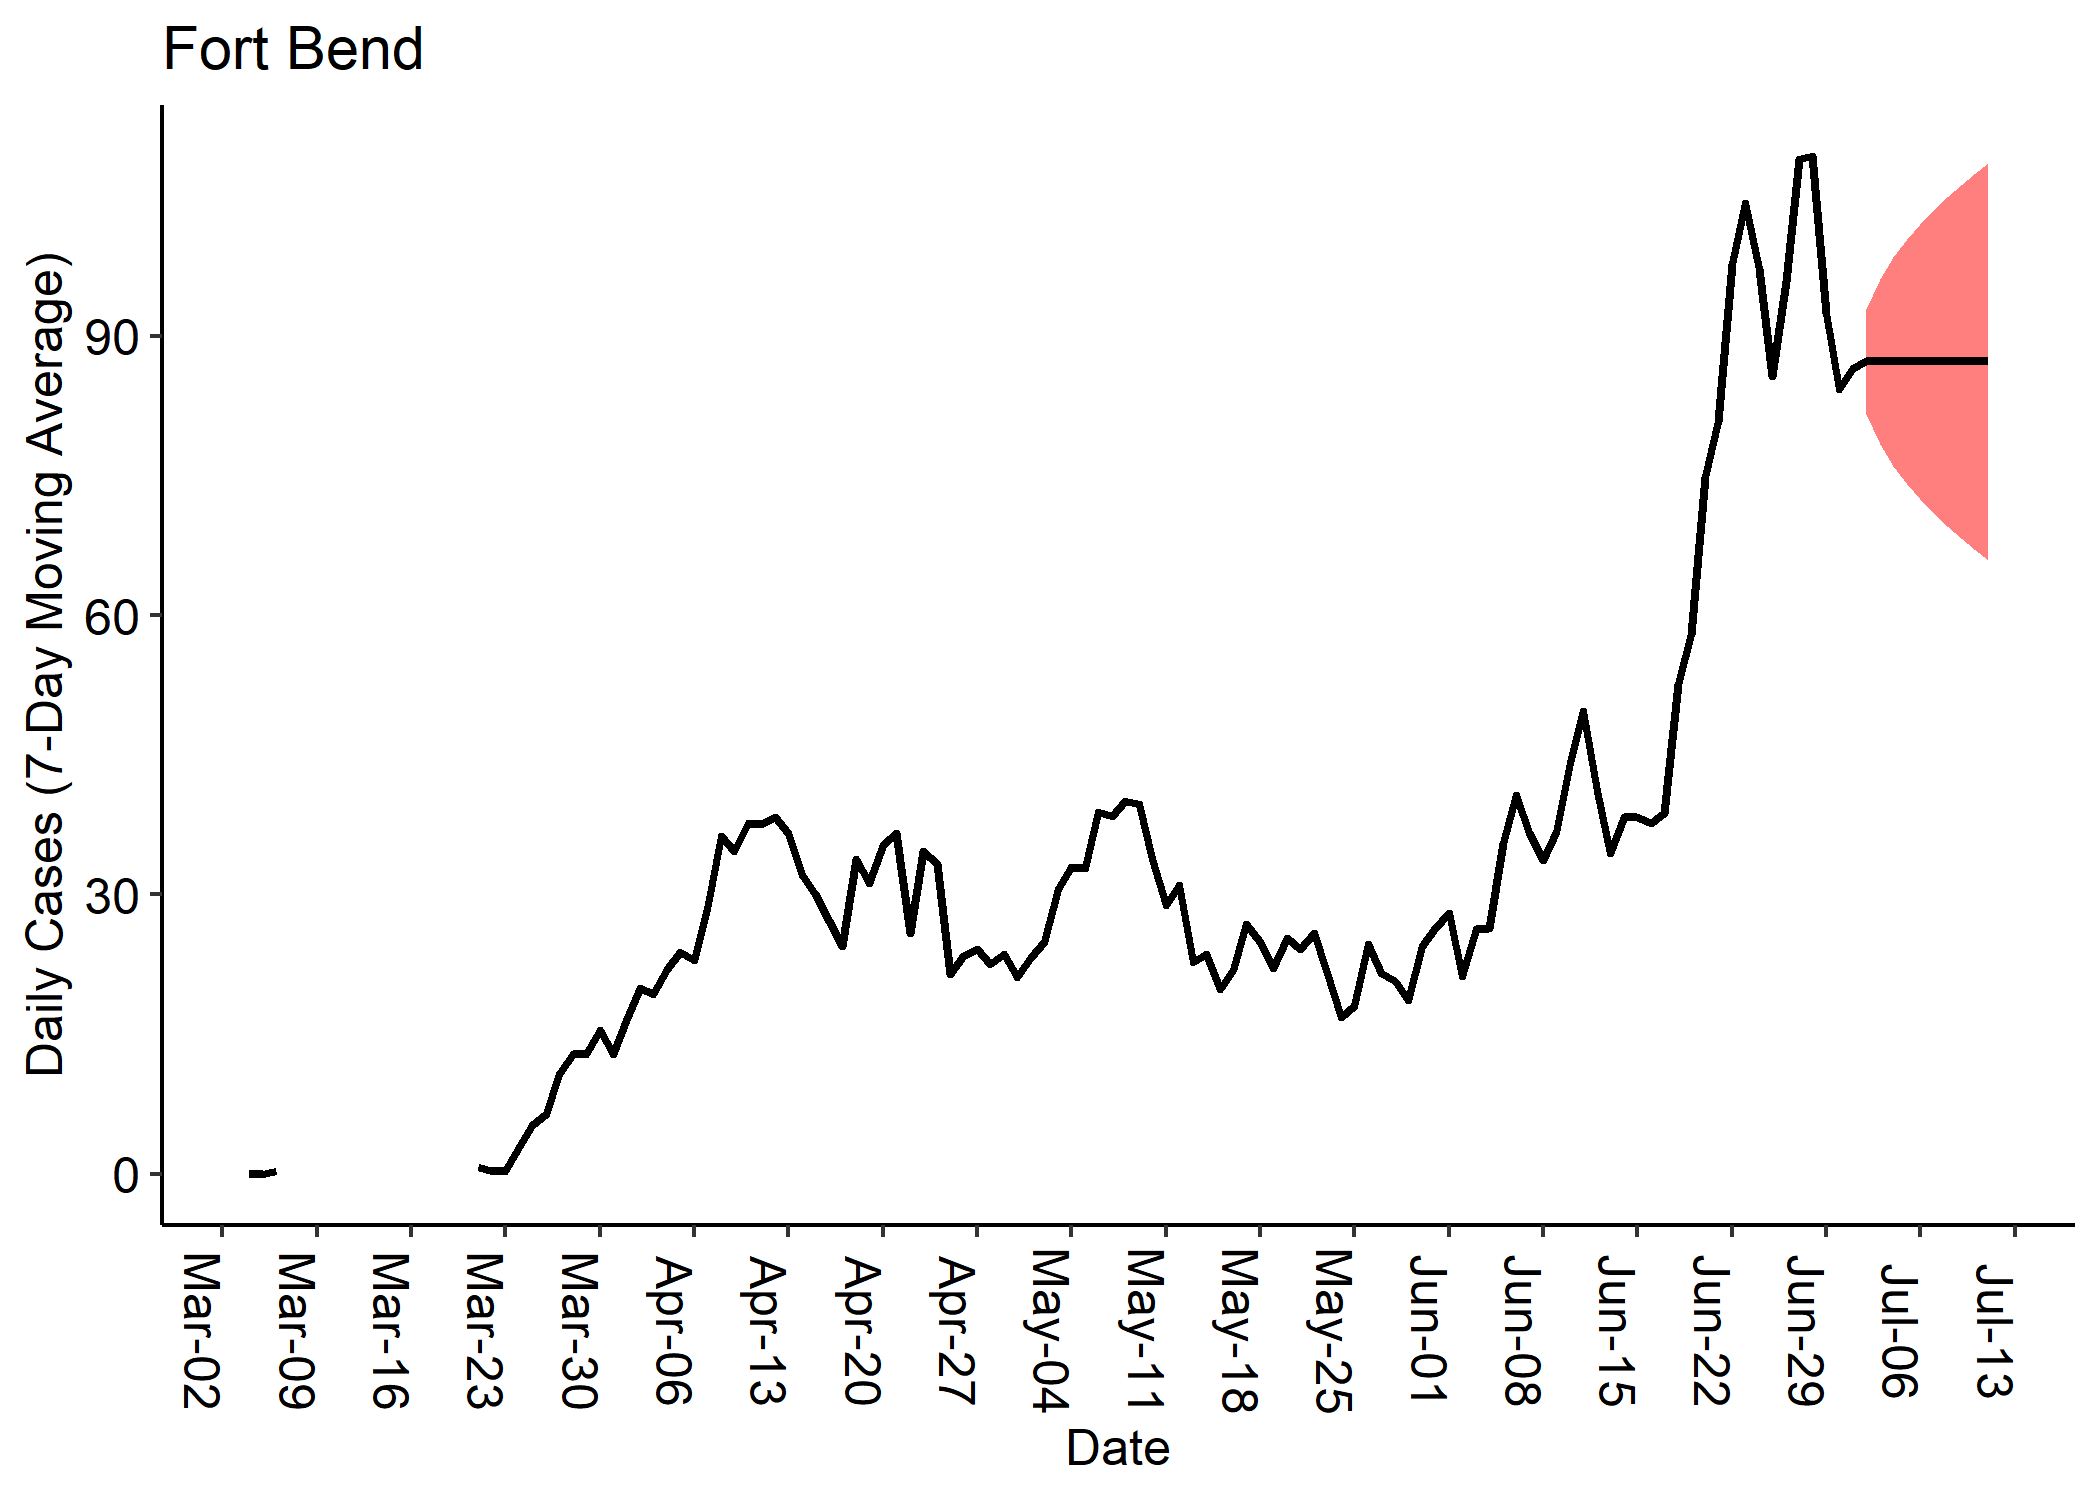 Fort Bend
Daily Cases (7-Day Moving Average)
90
60
30
0
Mar-02
Mar-09
Mar-16
Mar-23
Mar-30
Apr-06
Apr-13
Apr-20
Apr-27
May-04
May-11
May-18
May-25
Jun-01
Jun-08
Jun-15
Jun-22
Jun-29
Jul-06
Jul-13
Date